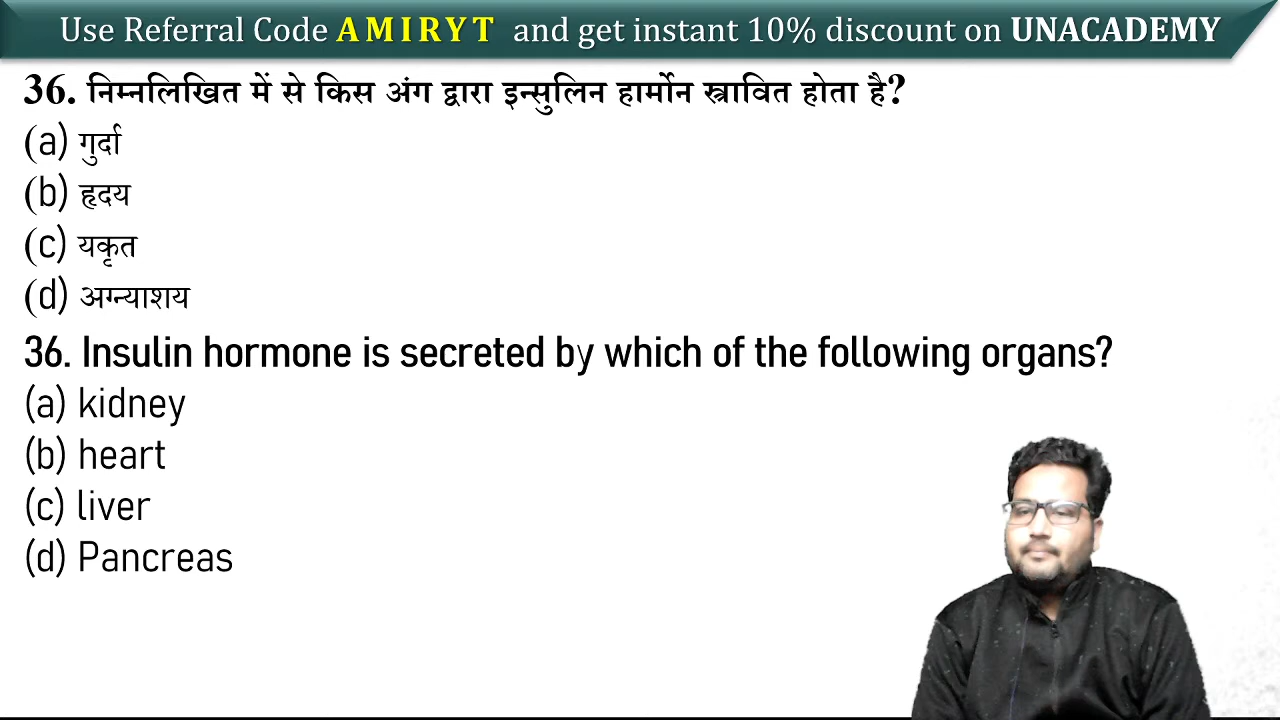 Use Referral Code A M I R Y T and get instant 10% discount on UNACADEMY
36. निम्नलिखित में से किस अंग द्वारा इन्सुलिन हार्मोन स्त्रावित होता है?
(a) गुर्दा
(b) हृदय
(c) यकृत
(d) अग्न्याशय
36. Insulin hormone is secreted by which of the following organs?
(a) kidney
(b) heart
(c) liver
(d) Pancreas